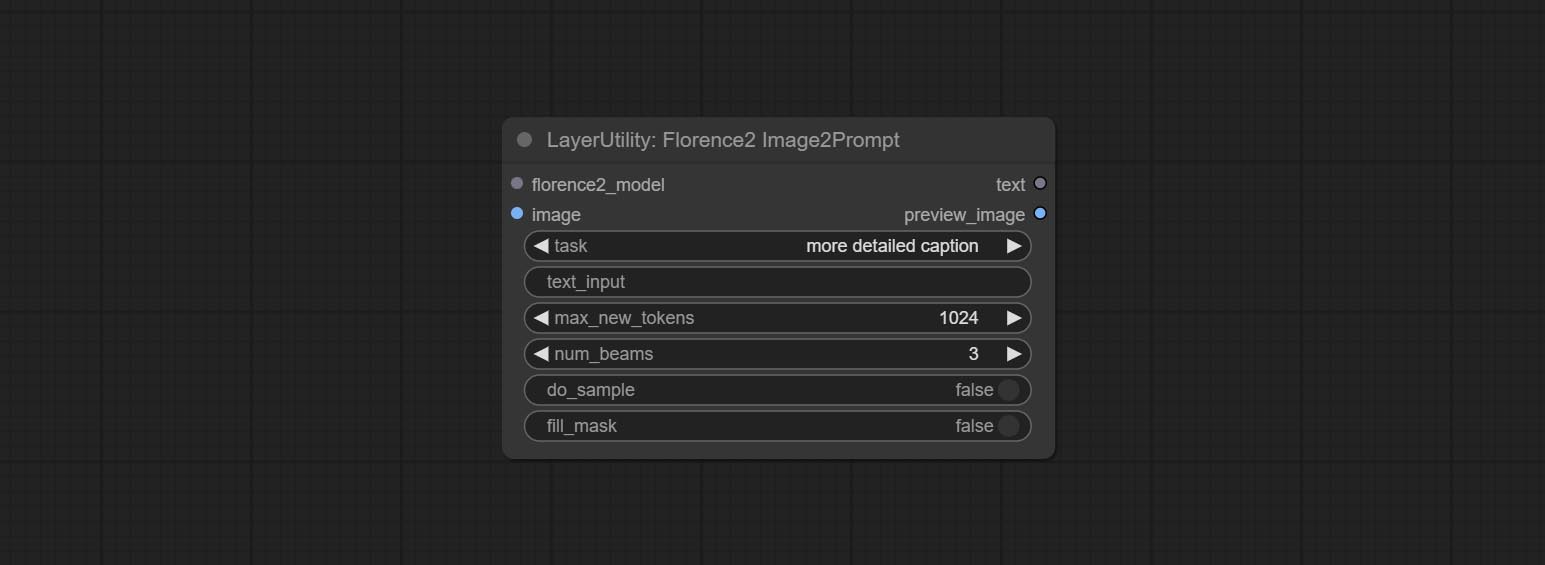 LayerUtility: Florence2 Image2Prompt
florence2_model text
image preview_image
task more detailed caption
text_input
max_new_tokens 1024
num_beams 3
do_sample false
fill_mask false